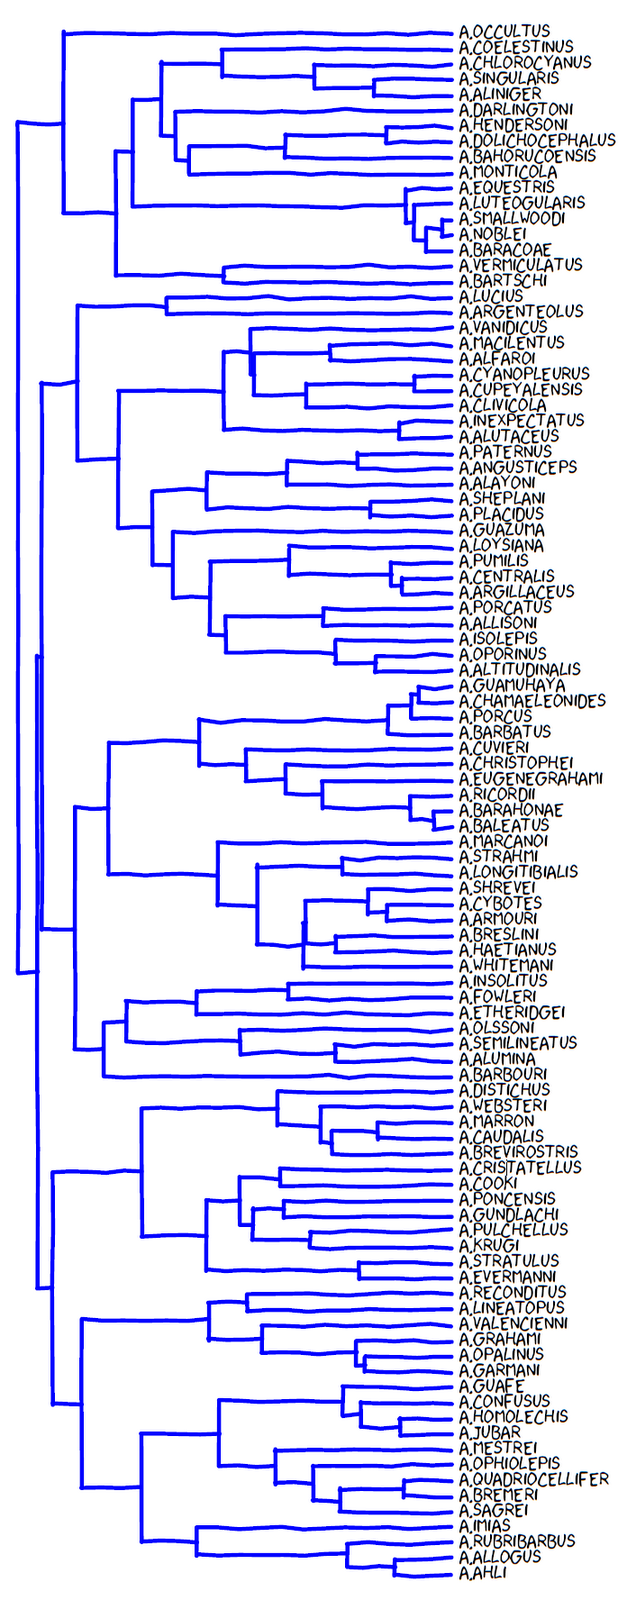 A.OCCULTUS
A.COELESTINUS
A.CHLOROCYANUS
A.SINGULARIS
A.ALINIGER
A.DARLINGTONI
A.HENDERSONI
A.DOLICHOCEPHALUS
A.BAHORUCOENSIS
A.MONTICOLA
A.EQUESTRIS
A.LUTEOGULARIS
A.SMALLWOODI
A.NOBLEI
A.BARACOAE
A.VERMICULATUS
A.BARTSCHI
A.LUCIUS
A.ARGENTEOLUS
A.VANIDICUS
A.MACILENTUS
A.ALFAROI
A.CYANOPLEURUS
A.CUPEYALENSIS
A.CLIVICOLA
A.INEXPECTATUS
A.ALUTACEUS
A.PATERNUS
A.ANGUSTICEPS
A.ALAYONI
A.SHEPLANI
A.PLACIDUS
A.GUAZUMA
A.LOYSIANA
A.PUMILIS
A.CENTRALIS
A.ARGILLACEUS
A.PORCATUS
A.ALLISONI
A.ISOLEPIS
A.OPORINUS
A.ALTITUDINALIS
A.GUAMUHAYA
A.CHAMAELEONIDES
A.PORCUS
A.BARBATUS
A.CUVIERI
A.CHRISTOPHEI
A.EUGENEGRAHAMI
A.RICORDII
A.BARAHONAE
A.BALEATUS
A.MARCANOI
A.STRAHMI
A.LONGITIBIALIS
A.SHREVEI
A.CYBOTES
A.ARMOURI
A.BRESLINI
A.HAETIANUS
A.WHITEMANI
A.INSOLITUS
A.FOWLERI
A.ETHERIDGEI
A.OLSSONI
A.SEMILINEATUS
A.ALUMINA
A.BARBOURI
A.DISTICHUS
A.WEBSTERI
A.MARRON
A.CAUDALIS
A.BREVIROSTRIS
A.CRISTATELLUS
A.COOKI
A.PONCENSIS
A.GUNDLACHI
A.PULCHELLUS
A.KRUGI
A.STRATULUS
A.EVERMANNI
A.RECONDITUS
A.LINEATOPUS
A.VALENCIENNI
A.GRAHAMI
A.OPALINUS
A.GARMANI
A.GUAFE
A.CONFUSUS
A.HOMOLECHIS
A.JUBAR
A.MESTREI
A.OPHIOLEPIS
A.QUADRIOCELLIFER
A.BREMERI
A.SAGREI
A.IMIAS
A.RUBRIBARBUS
A.ALLOGUS
A.AHLI